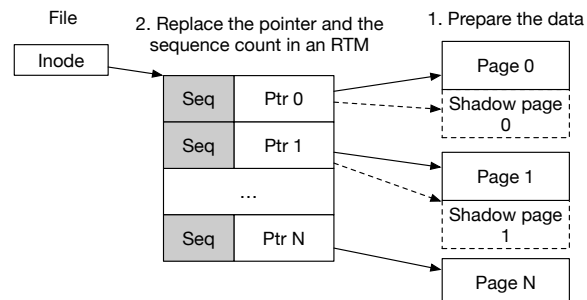 File
2. Replace the pointer and the
sequence count in an RTM
1. Prepare the data
Inode
Seq Ptr 0
Seq Ptr 1
...
Seq Ptr N
Page 0
Shadow page
0
Page 1
Shadow page
1
Page N